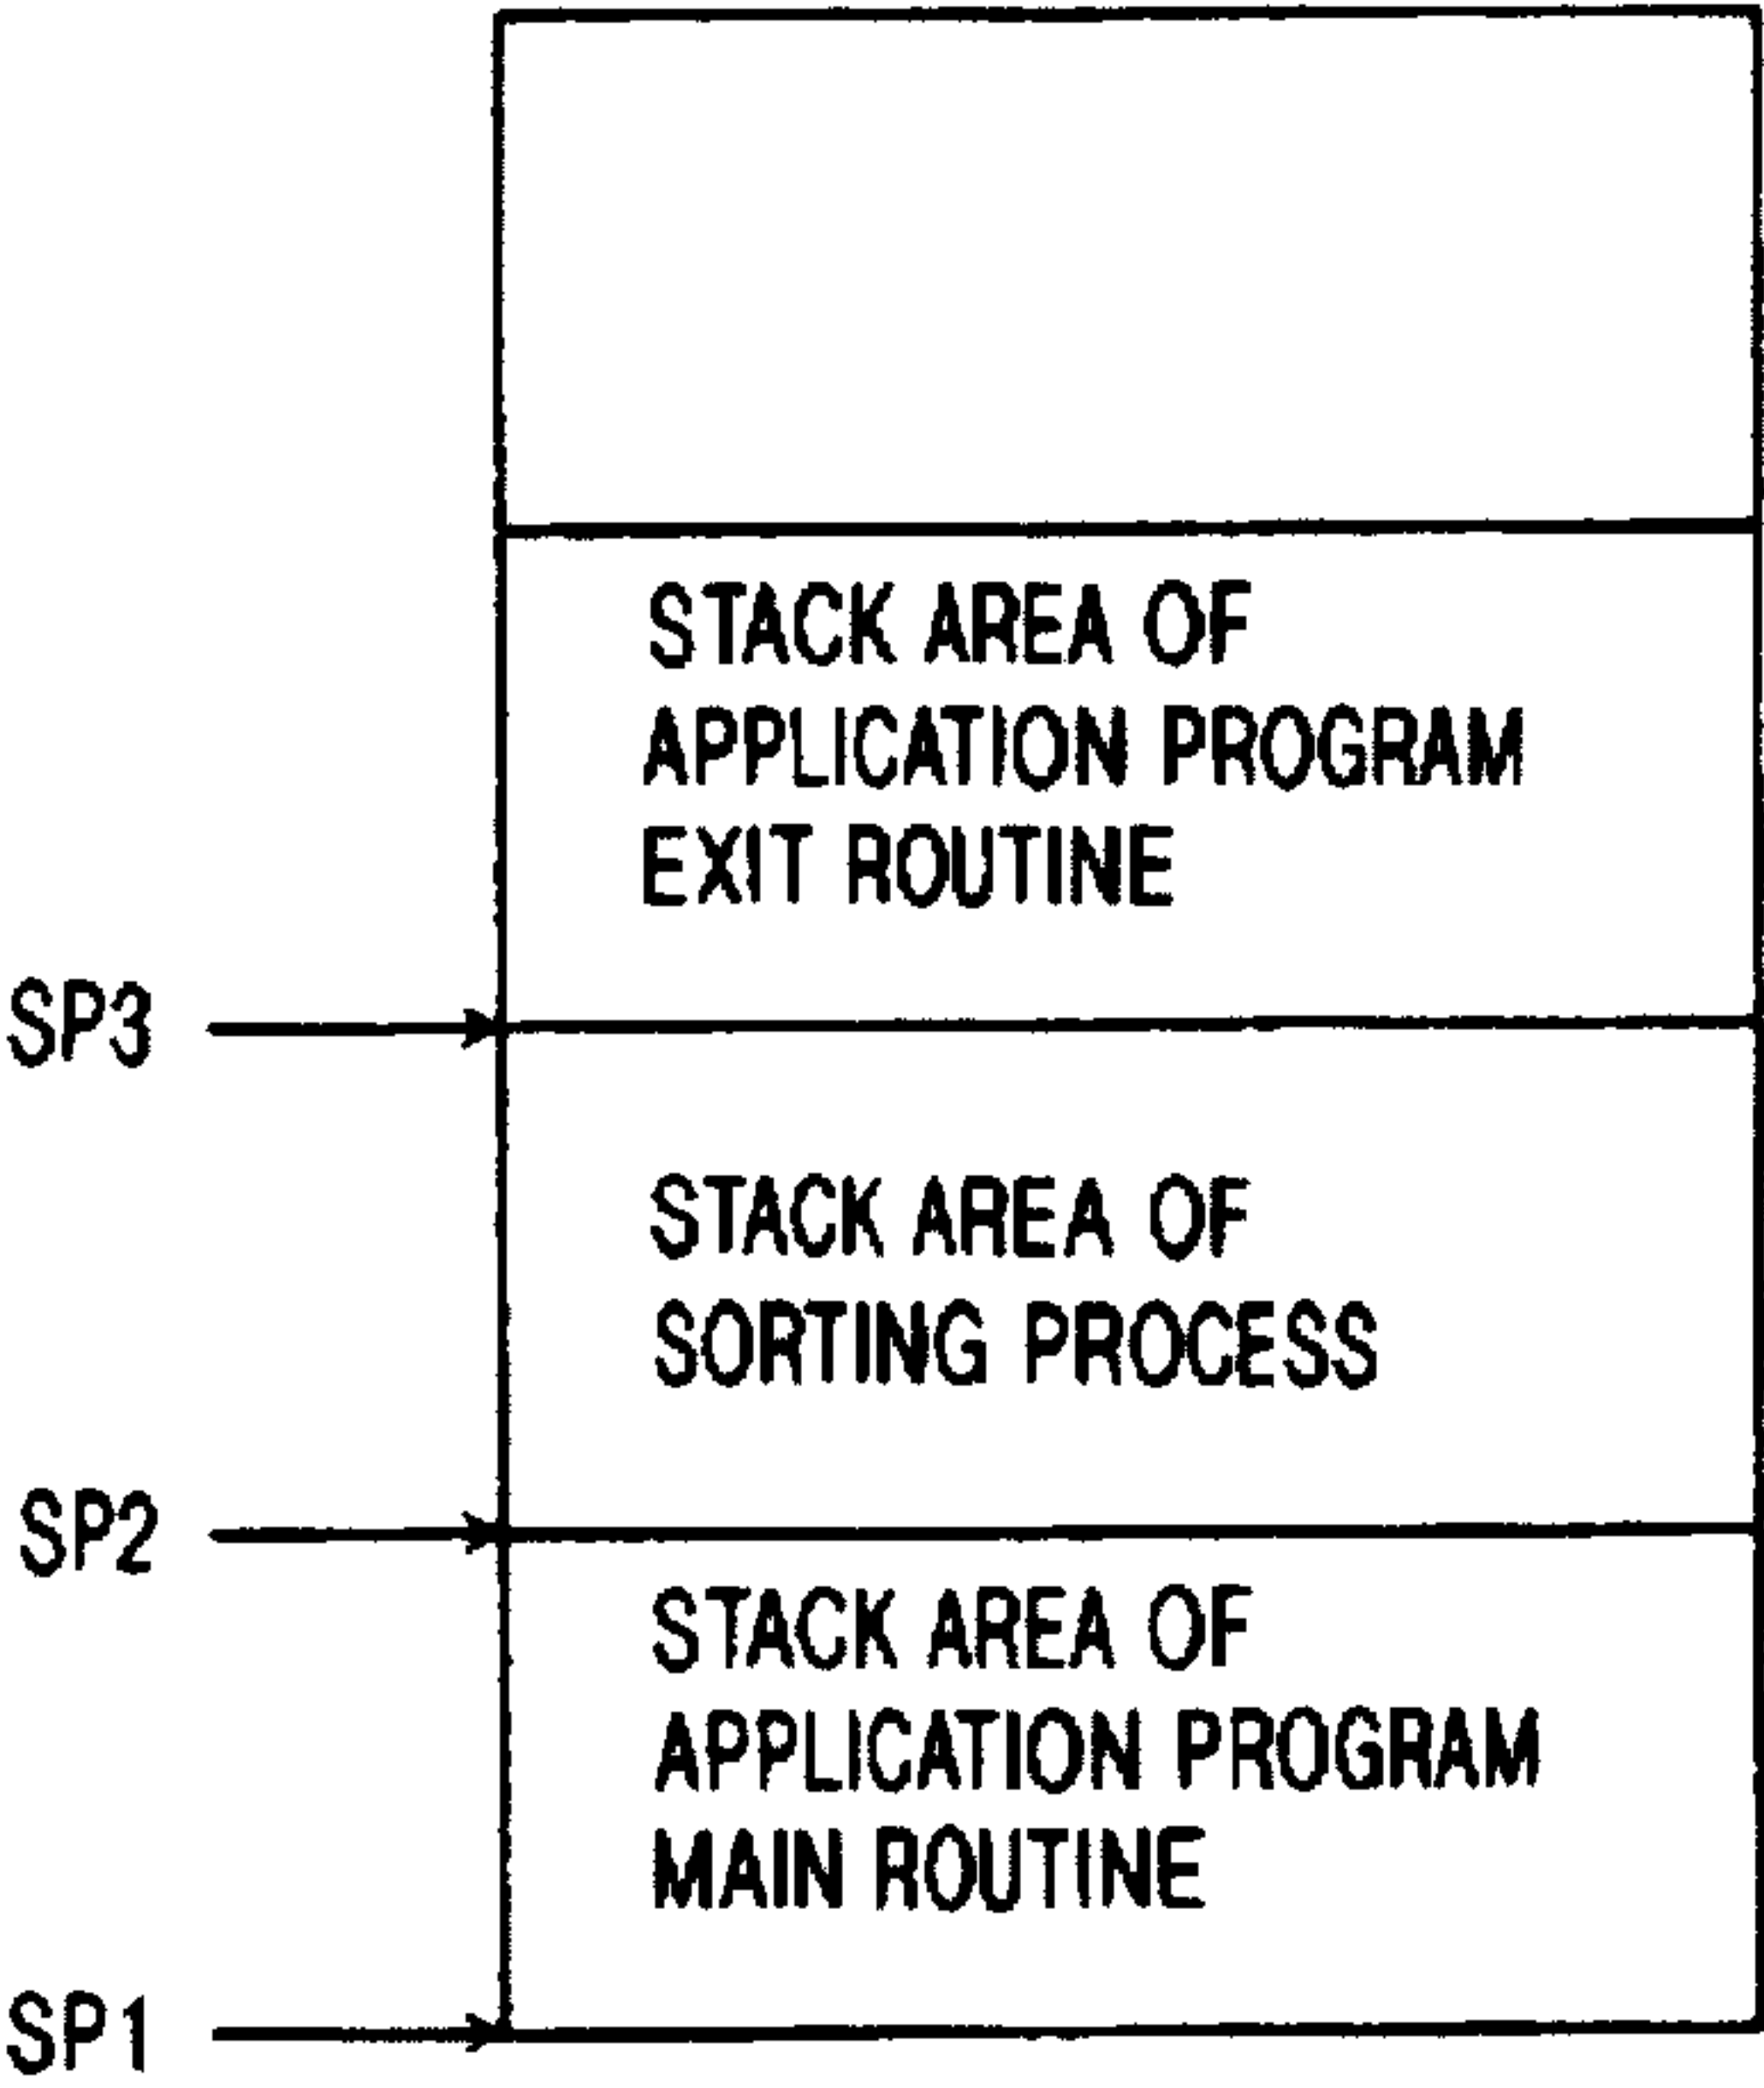 STACK AREA OF
APPLICATION PROGRAM
EXIT ROUTINE
SP3
STACK AREA OF
SORTING PROCESS
SP2
STACK AREA OF
APPLICATION PROGRAM
MAIN ROUTINE
SP1